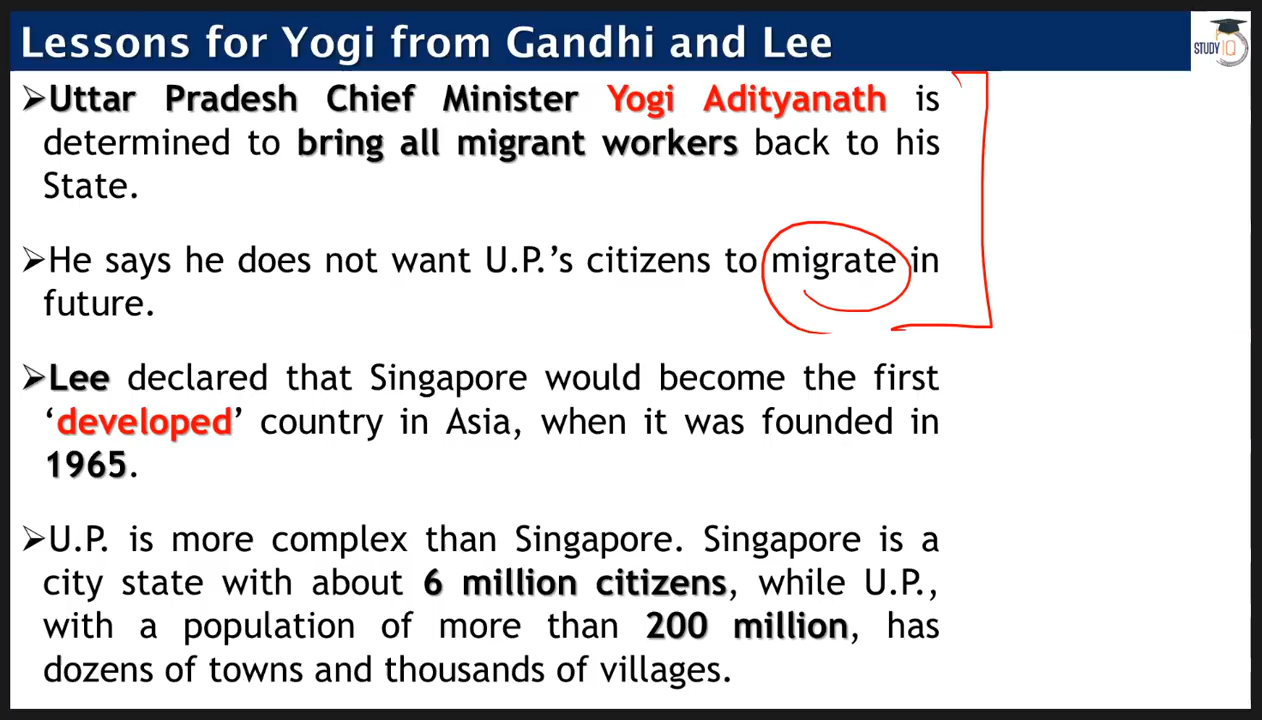 Lessons for Yogi from Gandhi and Lee
STUDY IQ
➢Uttar Pradesh Chief Minister Yogi Adityanath is
determined to bring all migrant workers back to his
State.
➢He says he does not want U.P.’s citizens to migrate in
future.
➢Lee declared that Singapore would become the first
‘developed’ country in Asia, when it was founded in
1965.
➢U.P. is more complex than Singapore. Singapore is a
city state with about 6 million citizens, while U.P.,
with a population of more than 200 million, has
dozens of towns and thousands of villages.